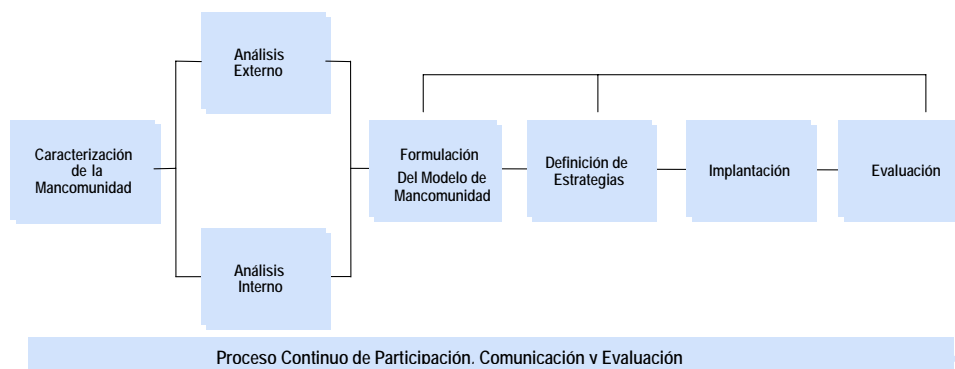 Análisis
Externo
Caracterización
de la
Mancomunidad
Formulación
Del Modelo de
Mancomunidad
Definición de
Estrategias
Implantación
Evaluación
Análisis
Interno
Proceso Continuo de Participación, Comunicación y Evaluación